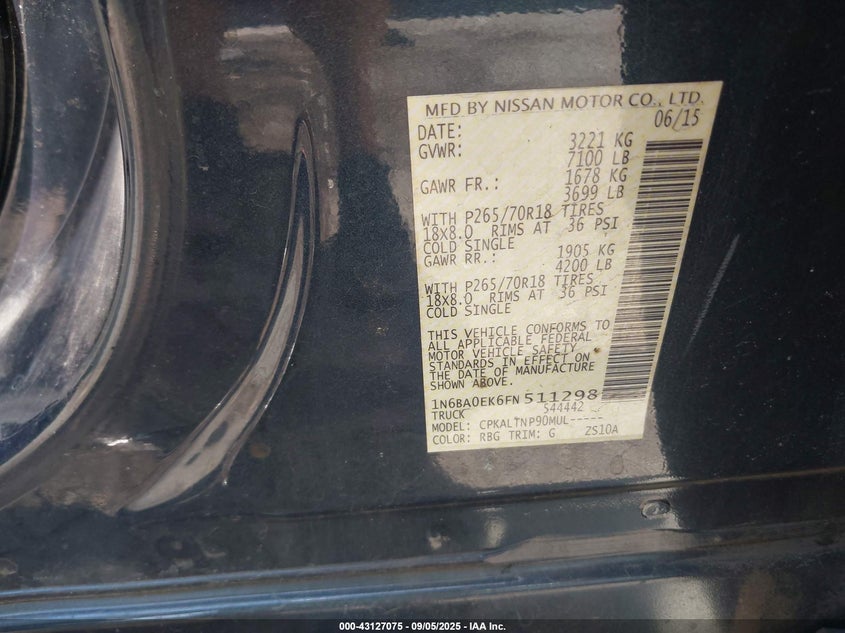 MFD BY NISSAN MOTOR CO., LTD.
DATE: 06/15
GVWR: 3221 KG
7100 LB
GAWR FR.: 1678 KG
3699 LB
WITH P265/70R18 TIRES
18X8.0 RIMS AT 36 PSI
COLD SINGLE
GAWR RR.: 1905 KG
4200 LB
WITH P265/70R18 TIRES
18X8.0 RIMS AT 36 PSI
COLD SINGLE
THIS VEHICLE CONFORMS TO
ALL APPLICABLE FEDERAL
MOTOR VEHICLE SAFETY
STANDARDS IN EFFECT ON
THE DATE OF MANUFACTURE
SHOWN ABOVE.
1N6BA0EK6FN511298
TRUCK S44442
MODEL: CPKALTNP90MUL-----
COLOR: RBG TRIM: G ZS10A
000-43127075 - 09/05/2025 - IAA Inc.